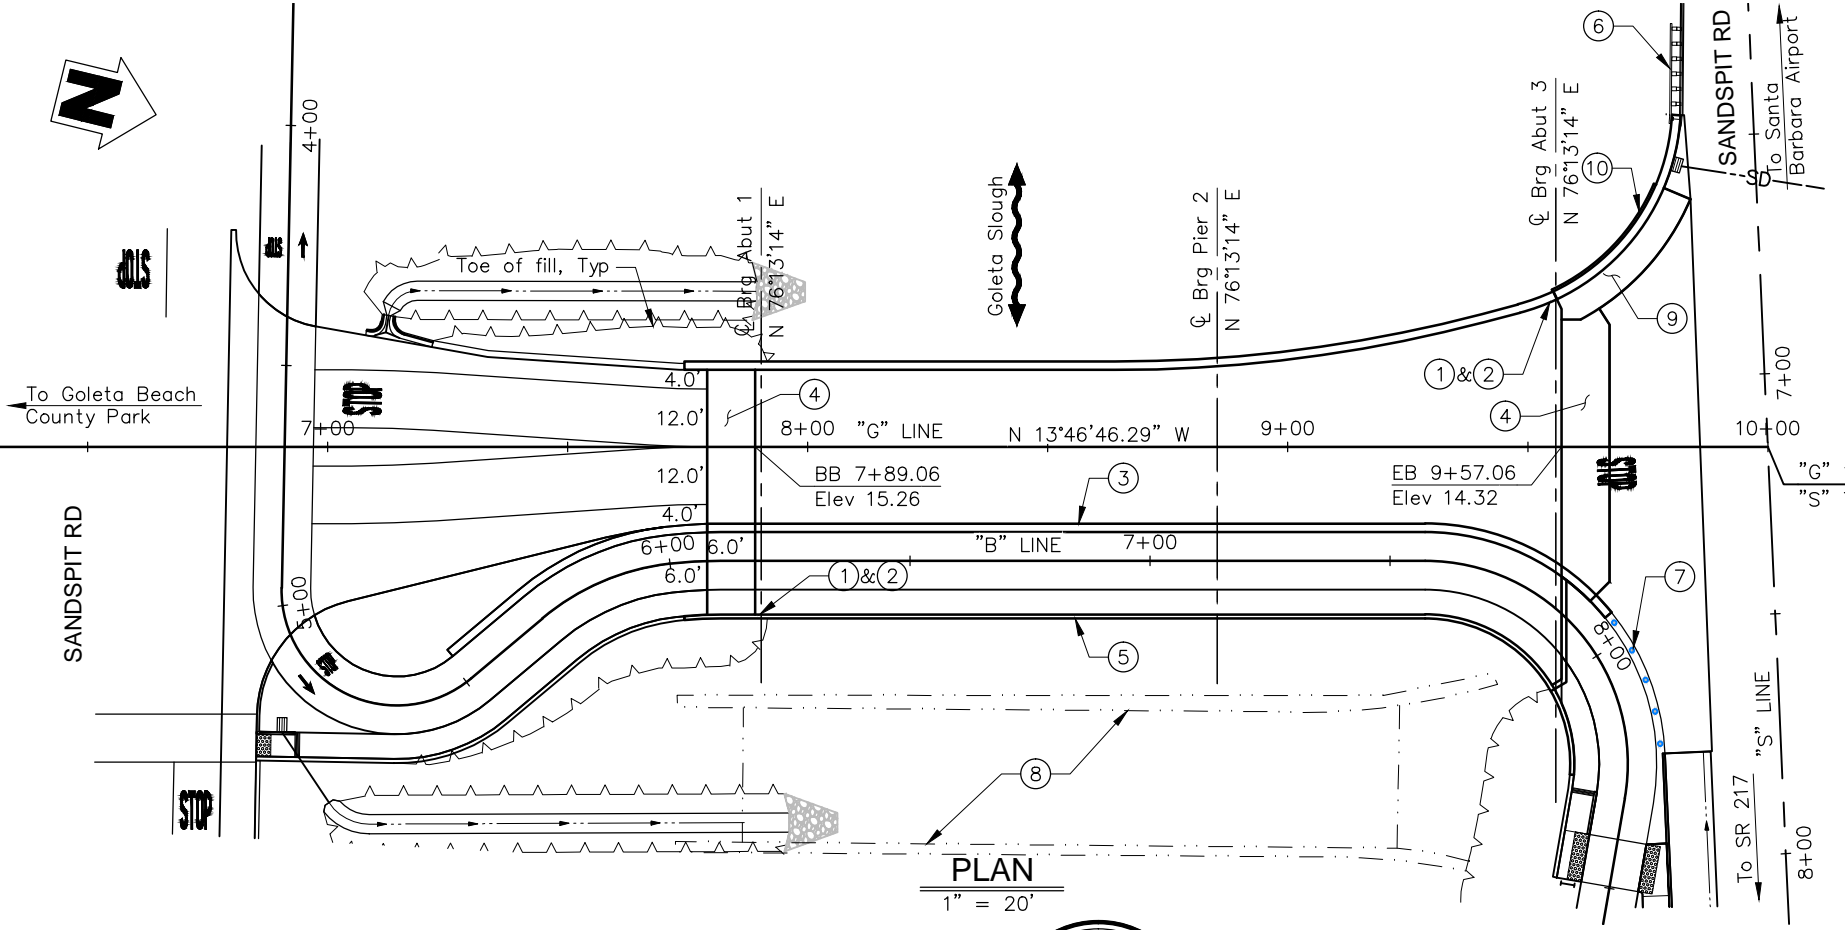 N
STOP
STOP
STOP
4+00
5+00
SANDSPIT RD
To Goleta Beach
County Park
7+00
STOP
Toe of fill, Typ
℄ Brg Abut 1
N 76°13'14" E
Goleta Slough
℄ Brg Pier 2
N 76°13'14" E
℄ Brg Abut 3
N 76°13'14" E
6
10
9
SANDSPIT RD
To Santa
Barbara Airport
SD
7+00
1&2
4
4
4.0'
12.0'
8+00
"G" LINE
N 13°46'46.29" W
9+00
10+00
12.0'
BB 7+89.06
Elev 15.26
3
EB 9+57.06
Elev 14.32
STOP
"G"
"S"
4.0'
6+00
6.0'
"B" LINE
7+00
6.0'
1&2
7
8+00
5
8
"S" LINE
To SR 217
8+00
PLAN
1" = 20'